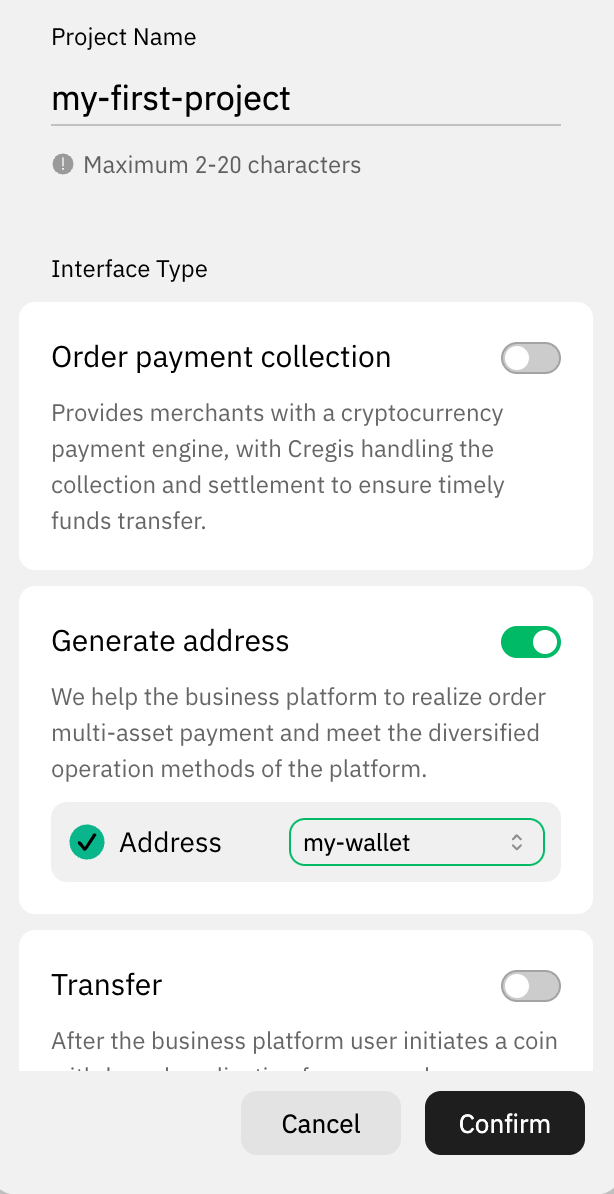 Project Name
my-first-project
Maximum 2-20 characters
Interface Type
Order payment collection
Provides merchants with a cryptocurrency
payment engine, with Cregis handling the
collection and settlement to ensure timely
funds transfer.
Generate address
We help the business platform to realize order
multi-asset payment and meet the diversified
operation methods of the platform.
Address
my-wallet
Transfer
After the business platform user initiates a coin
Cancel
Confirm